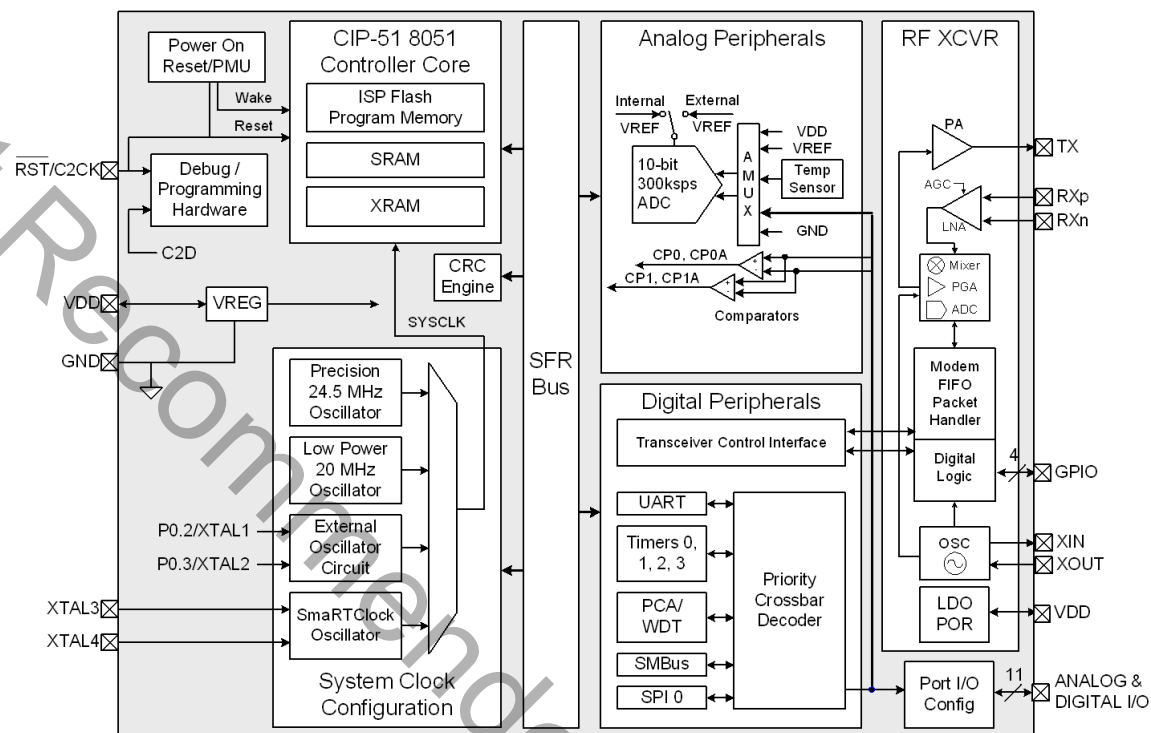 Power On
Reset/PMU
Wake
Reset
RST/C2CK
Debug /
Programming
Hardware
C2D
VDD
VREG
GND
CIP-51 8051
Controller Core
ISP Flash
Program Memory
SRAM
XRAM
CRC
Engine
SYSCLK
Precision
24.5 MHz
Oscillator
Low Power
20 MHz
Oscillator
P0.2/XTAL1
P0.3/XTAL2
External
Oscillator
Circuit
XTAL3
XTAL4
SmaRTClock
Oscillator
System Clock
Configuration
SFR
Bus
Analog Peripherals
Internal
External
VREF
VREF
10-bit
300ksps
ADC
A
M
U
X
VDD
VREF
Temp
Sensor
GND
CP0, CP0A
+
-
CP1, CP1A
+
-
Comparators
Digital Peripherals
Transceiver Control Interface
UART
Timers 0,
1, 2, 3
PCA/
WDT
SMBus
SPI 0
Priority
Crossbar
Decoder
RF XCVR
PA
TX
AGC
LNA
RXp
RXn
Mixer
PGA
ADC
Modem
FIFO
Packet
Handler
Digital
Logic
4
GPIO
OSC
XIN
XOUT
LDO
POR
VDD
Port I/O
Config
11
ANALOG &
DIGITAL I/O
Recommende